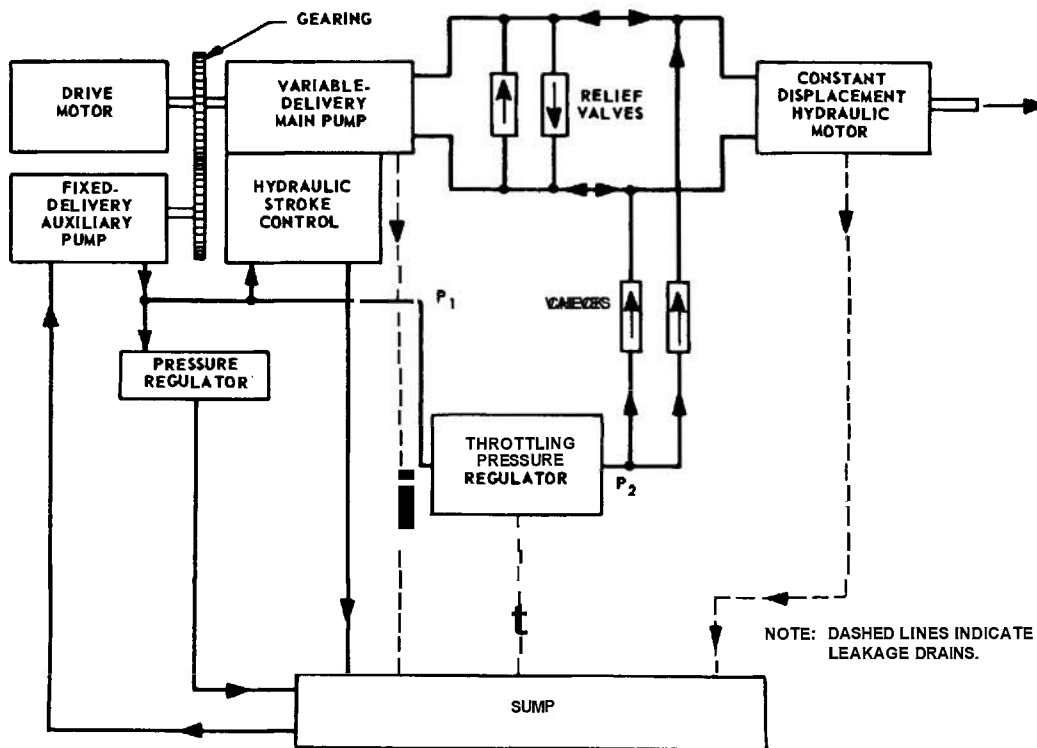 GEARING
DRIVE
MOTOR
VARIABLE-
DELIVERY
MAIN PUMP
RELIEF
VALVES
CONSTANT
DISPLACEMENT
HYDRAULIC
MOTOR
FIXED-
DELIVERY
AUXILIARY
PUMP
HYDRAULIC
STROKE
CONTROL
P1
PRESSURE
REGULATOR
THROTTLING
PRESSURE
REGULATOR
P2
NOTE: DASHED LINES INDICATE
LEAKAGE DRAINS.
SUMP